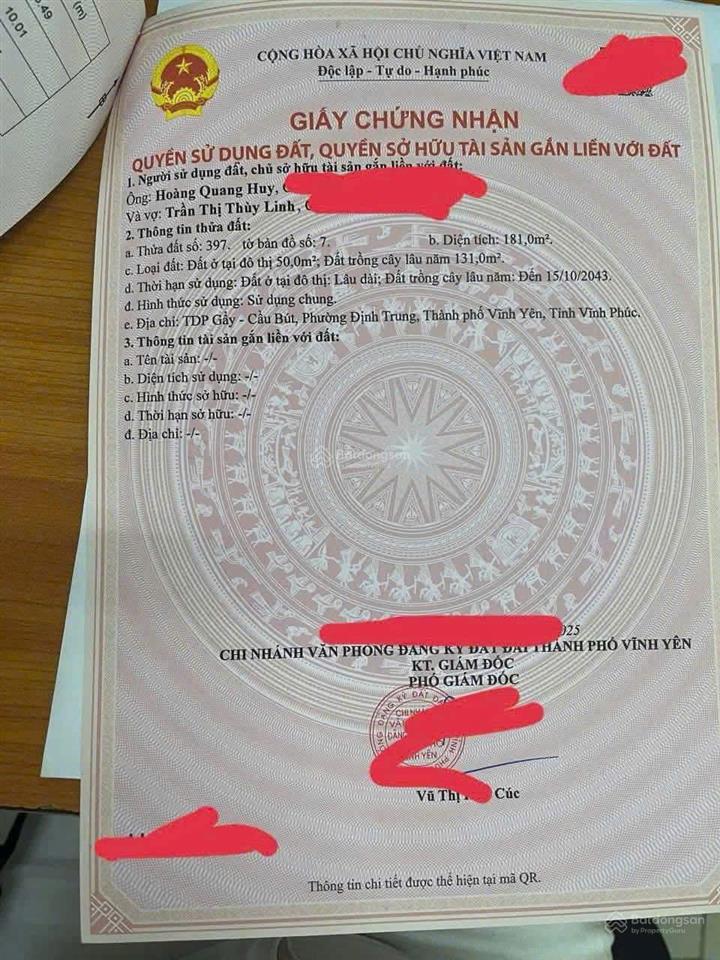 10.01
.49
(m)
CỘNG HÒA XÃ HỘI CHỦ NGHĨA VIỆT NAM
Độc lập - Tự do - Hạnh phúc
GIẤY CHỨNG NHẬN
QUYỀN SỬ DỤNG ĐẤT, QUYỀN SỞ HỮU TÀI SẢN GẮN LIỀN VỚI ĐẤT
1. Người sử dụng đất, chủ sở hữu tài sản gắn liền với đất:
Ông: Hoàng Quang Huy, C
Và vợ: Trần Thị Thùy Linh, C
2. Thông tin thửa đất:
a. Thửa đất số: 397. tờ bản đồ số: 7. b. Diện tích: 181,0m².
c. Loại đất: Đất ở tại đô thị 50,0m²; Đất trồng cây lâu năm 131,0m².
d. Thời hạn sử dụng: Đất ở tại đô thị: Lâu dài; Đất trồng cây lâu năm: Đến 15/10/2043.
đ. Hình thức sử dụng: Sử dụng chung.
e. Địa chỉ: TDP Gẩy - Cầu Bút, Phường Định Trung, Thành phố Vĩnh Yên, Tỉnh Vĩnh Phúc.
3. Thông tin tài sản gắn liền với đất:
a. Tên tài sản: -/-
b. Diện tích sử dụng: -/-
c. Hình thức sở hữu: -/-
d. Thời hạn sở hữu: -/-
đ. Địa chỉ: -/-
Batdongsan
025
CHI NHÁNH VĂN PHÒNG ĐĂNG KÝ ĐẤT ĐAI THÀNH PHỐ VĨNH YÊN
KT. GIÁM ĐỐC
PHÓ GIÁM ĐỐC
Vũ Thị Cúc
Thông tin chi tiết được thể hiện tại mã QR.
Batdongsan
by PropertyGuru